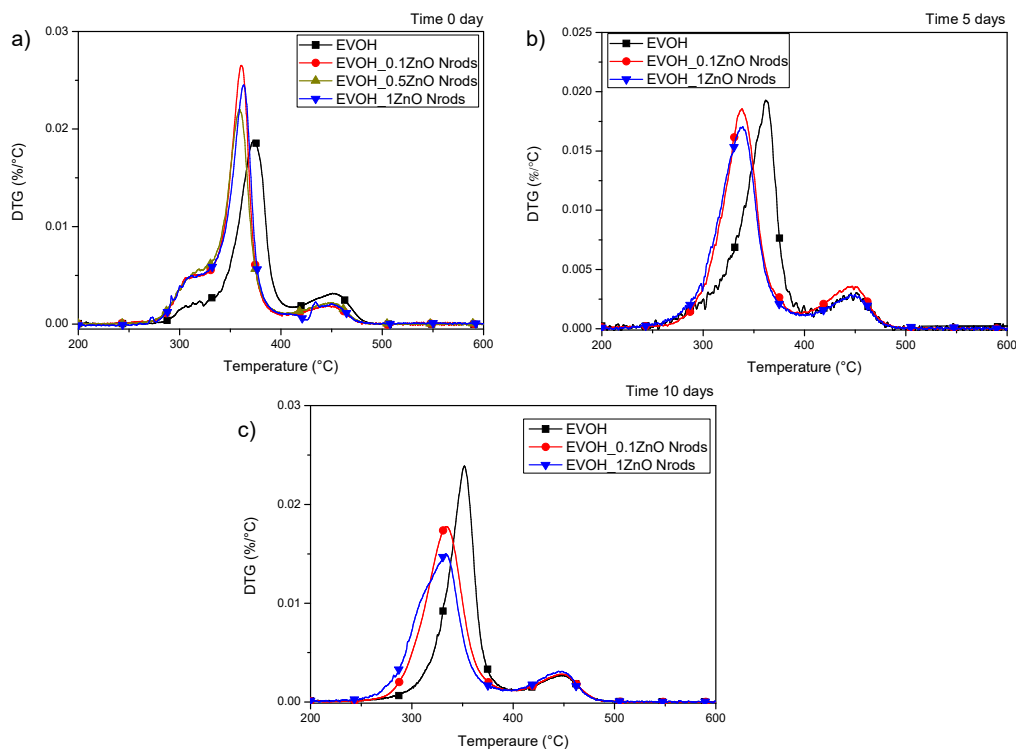 Time 0 day
a)
0.03
0.02
0.01
0.00
DTG (%/°C)
EVOH
EVOH_0.1ZnO Nrods
EVOH_0.5ZnO Nrods
EVOH_1ZnO Nrods
200 300 400 500 600
Temperature (°C)
Time 5 days
b)
0.025
0.020
0.015
0.010
0.005
0.000
DTG (%/°C)
EVOH
EVOH_0.1ZnO Nrods
EVOH_1ZnO Nrods
200 300 400 500 600
Temperature (°C)
Time 10 days
c)
0.03
0.02
0.01
0.00
DTG (%/°C)
EVOH
EVOH_0.1ZnO Nrods
EVOH_1ZnO Nrods
200 300 400 500 600
Temperaure (°C)